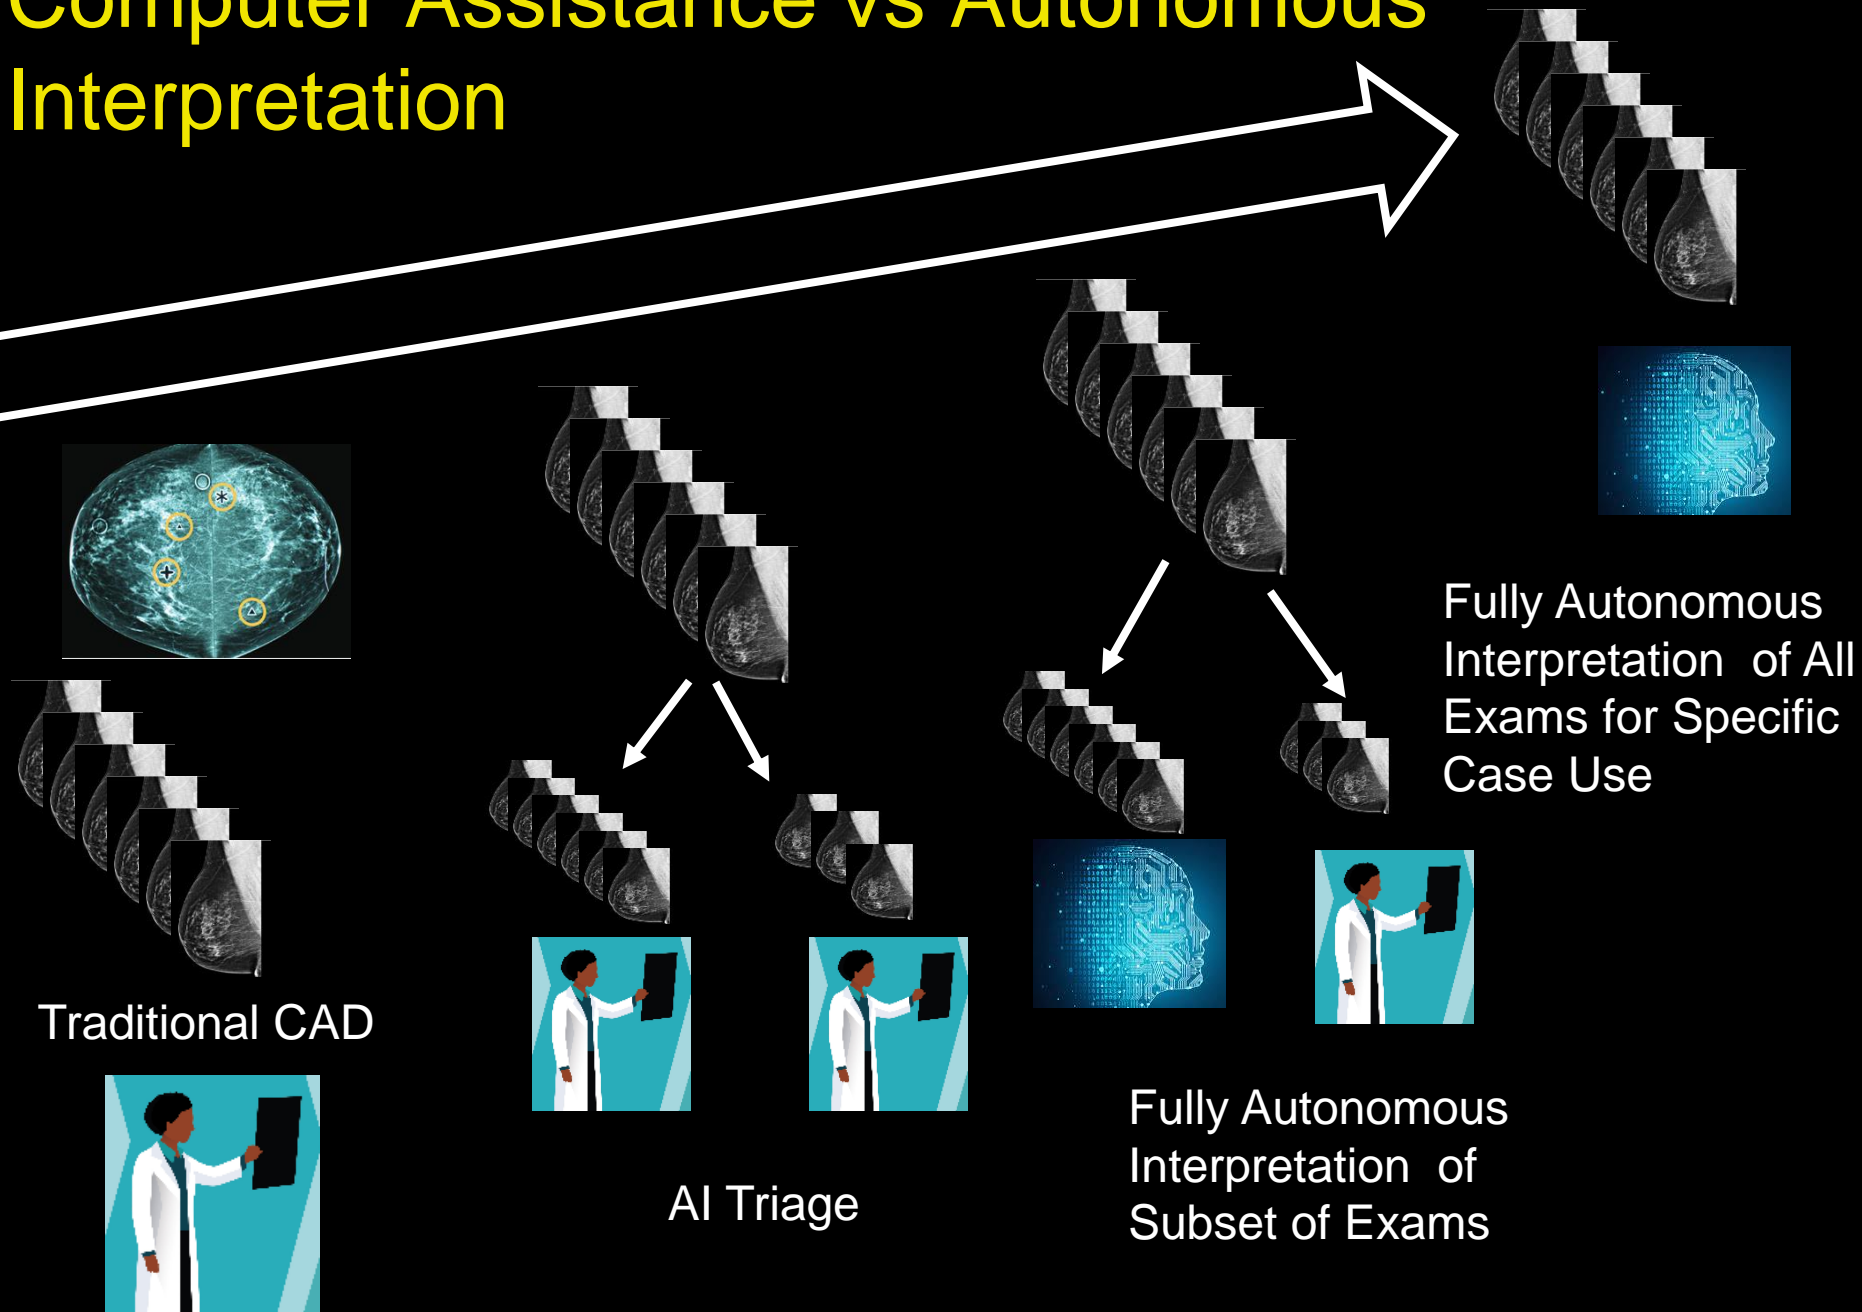 Computer Assistance vs Autonomous
Interpretation
Traditional CAD
AI Triage
Fully Autonomous
Interpretation of
Subset of Exams
Fully Autonomous
Interpretation of All
Exams for Specific
Case Use